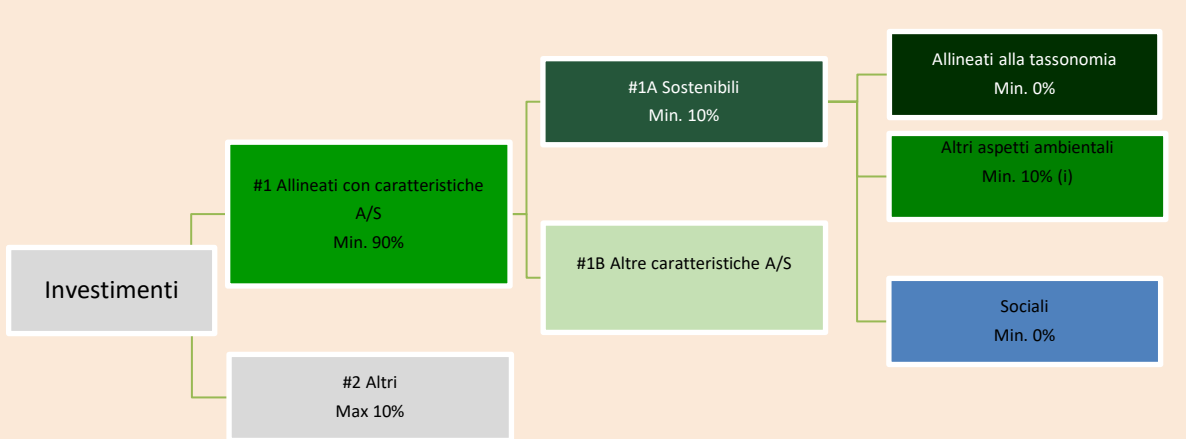 Investimenti
#1 Allineati con caratteristiche
A/S
Min. 90%
#2 Altri
Max 10%
#1A Sostenibili
Min. 10%
#1B Altre caratteristiche A/S
Allineati alla tassonomia
Min. 0%
Altri aspetti ambientali
Min. 10% (i)
Sociali
Min. 0%